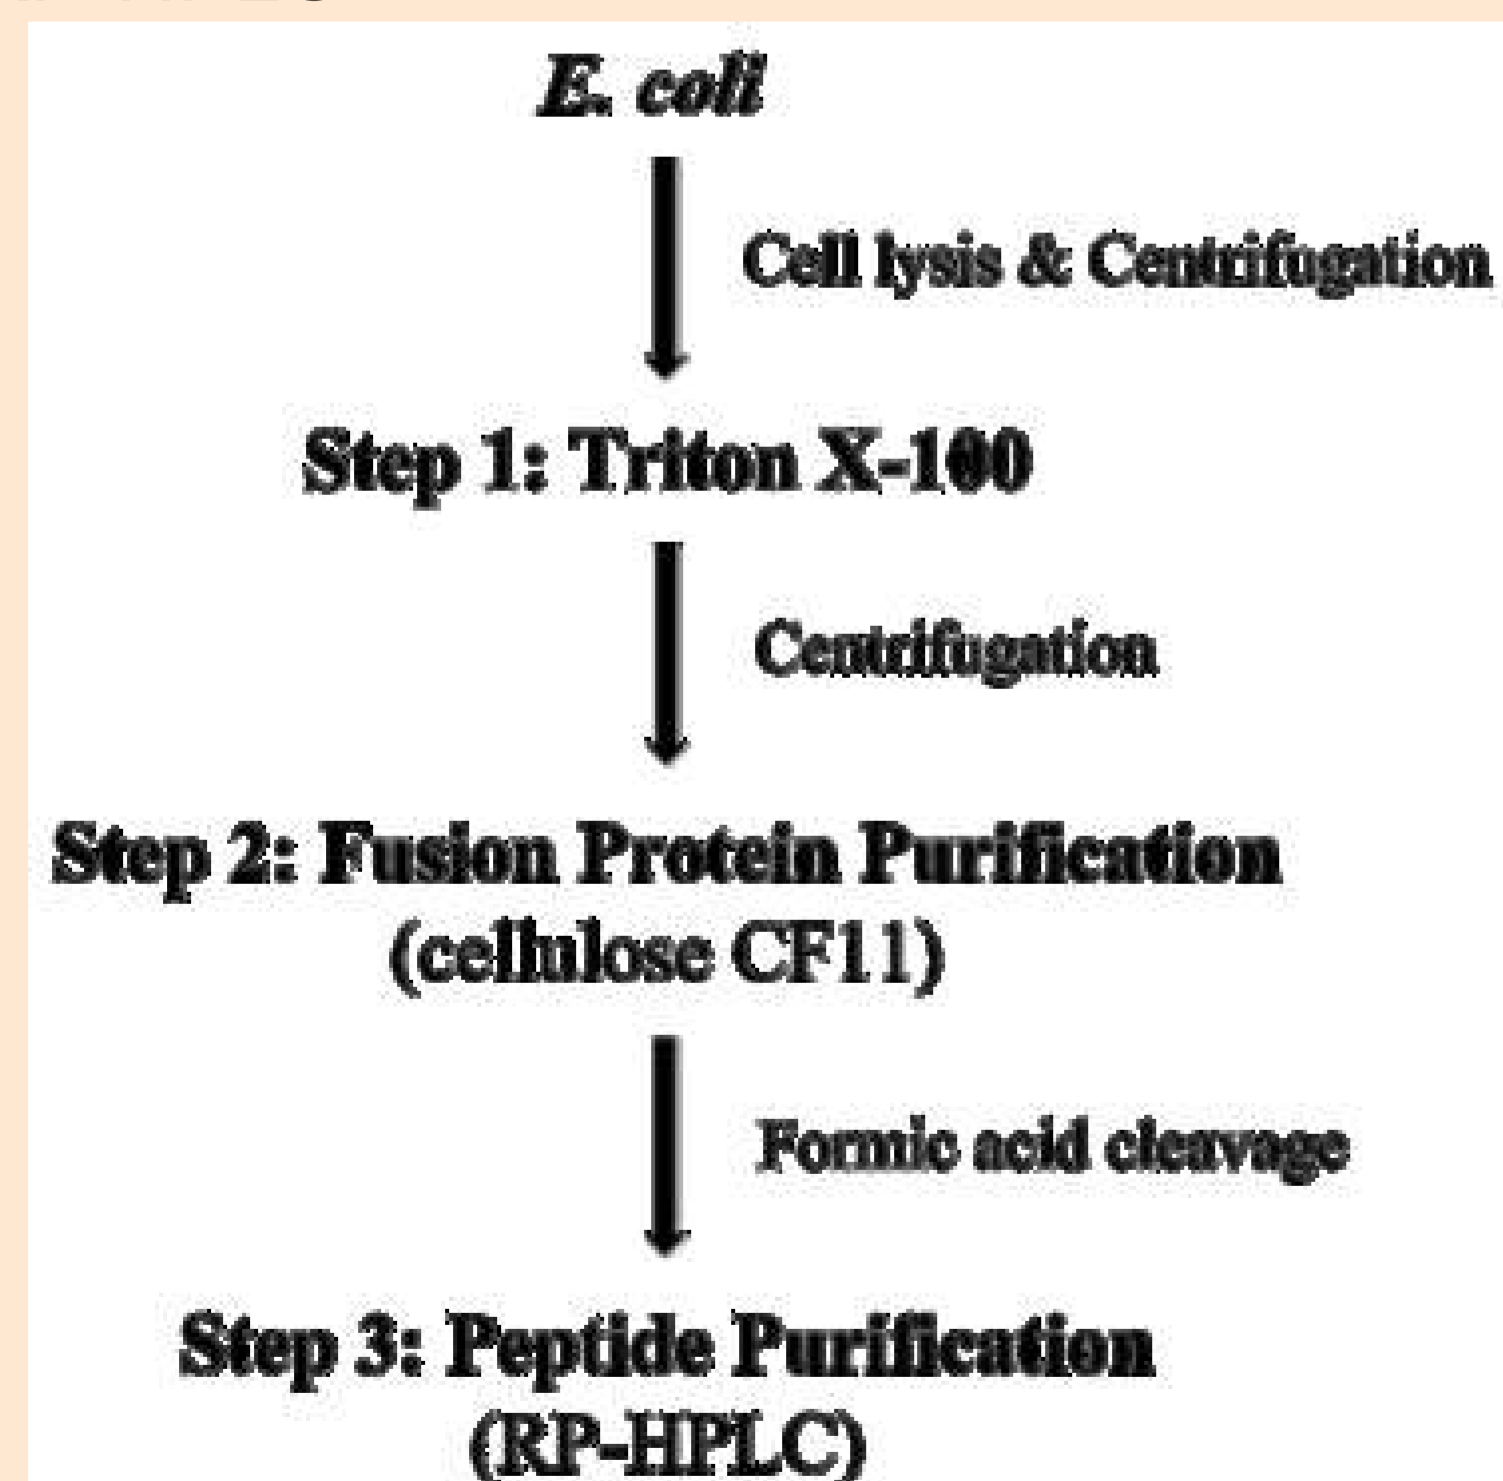 E. coli
Cell lysis & Centrifugation
Step 1: Triton X-100
Centrifugation
Step 2: Fusion Protein Purification
(cellulose CF11)
Formic acid cleavage
Step 3: Peptide Purification
(RP-HPLC)